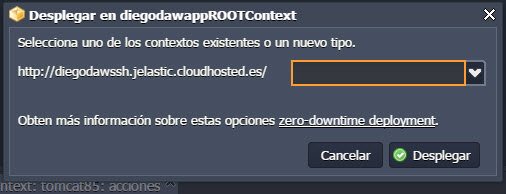 Desplegar en diegodawappROOTContext
Selecciona uno de los contextos existentes o un nuevo tipo.
http://diegodawssh.jelastic.cloudhosted.es/
Obten más información sobre estas opciones zero-downtime deployment.
Cancelar Desplegar
ntext: tomcat85: acciones